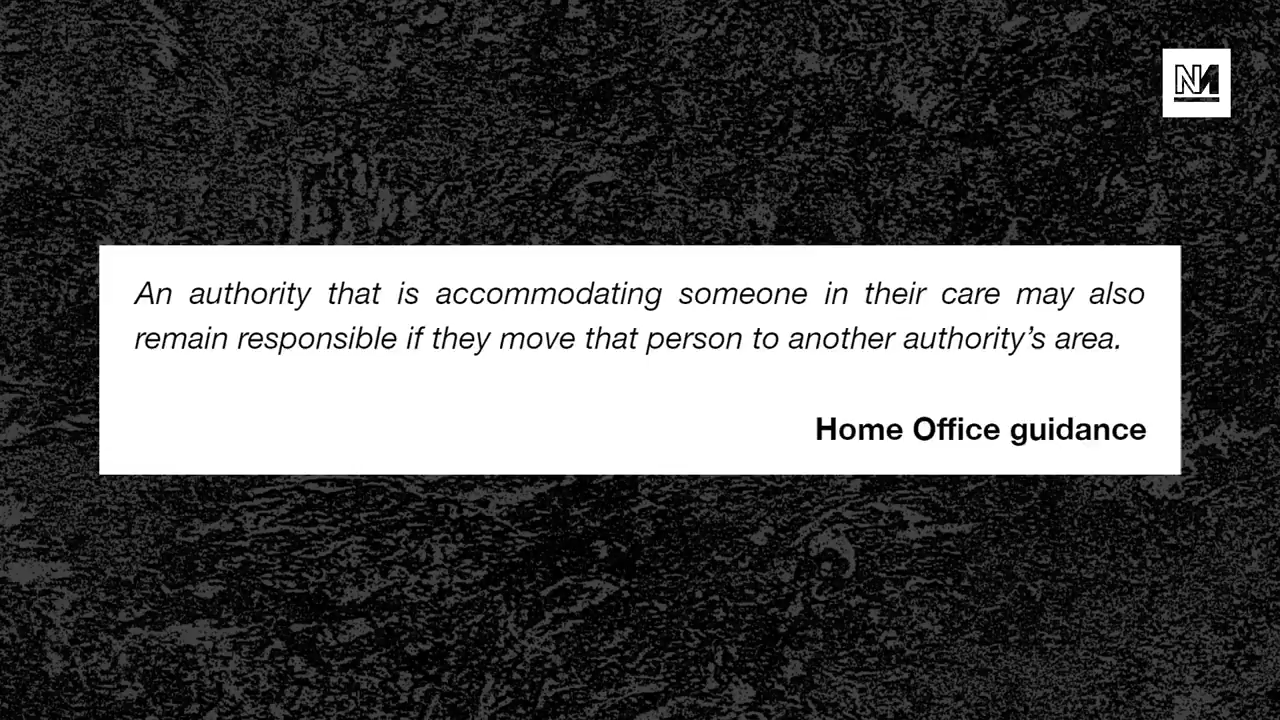 NM
An authority that is accommodating someone in their care may also
remain responsible if they move that person to another authority's area.
Home Office guidance